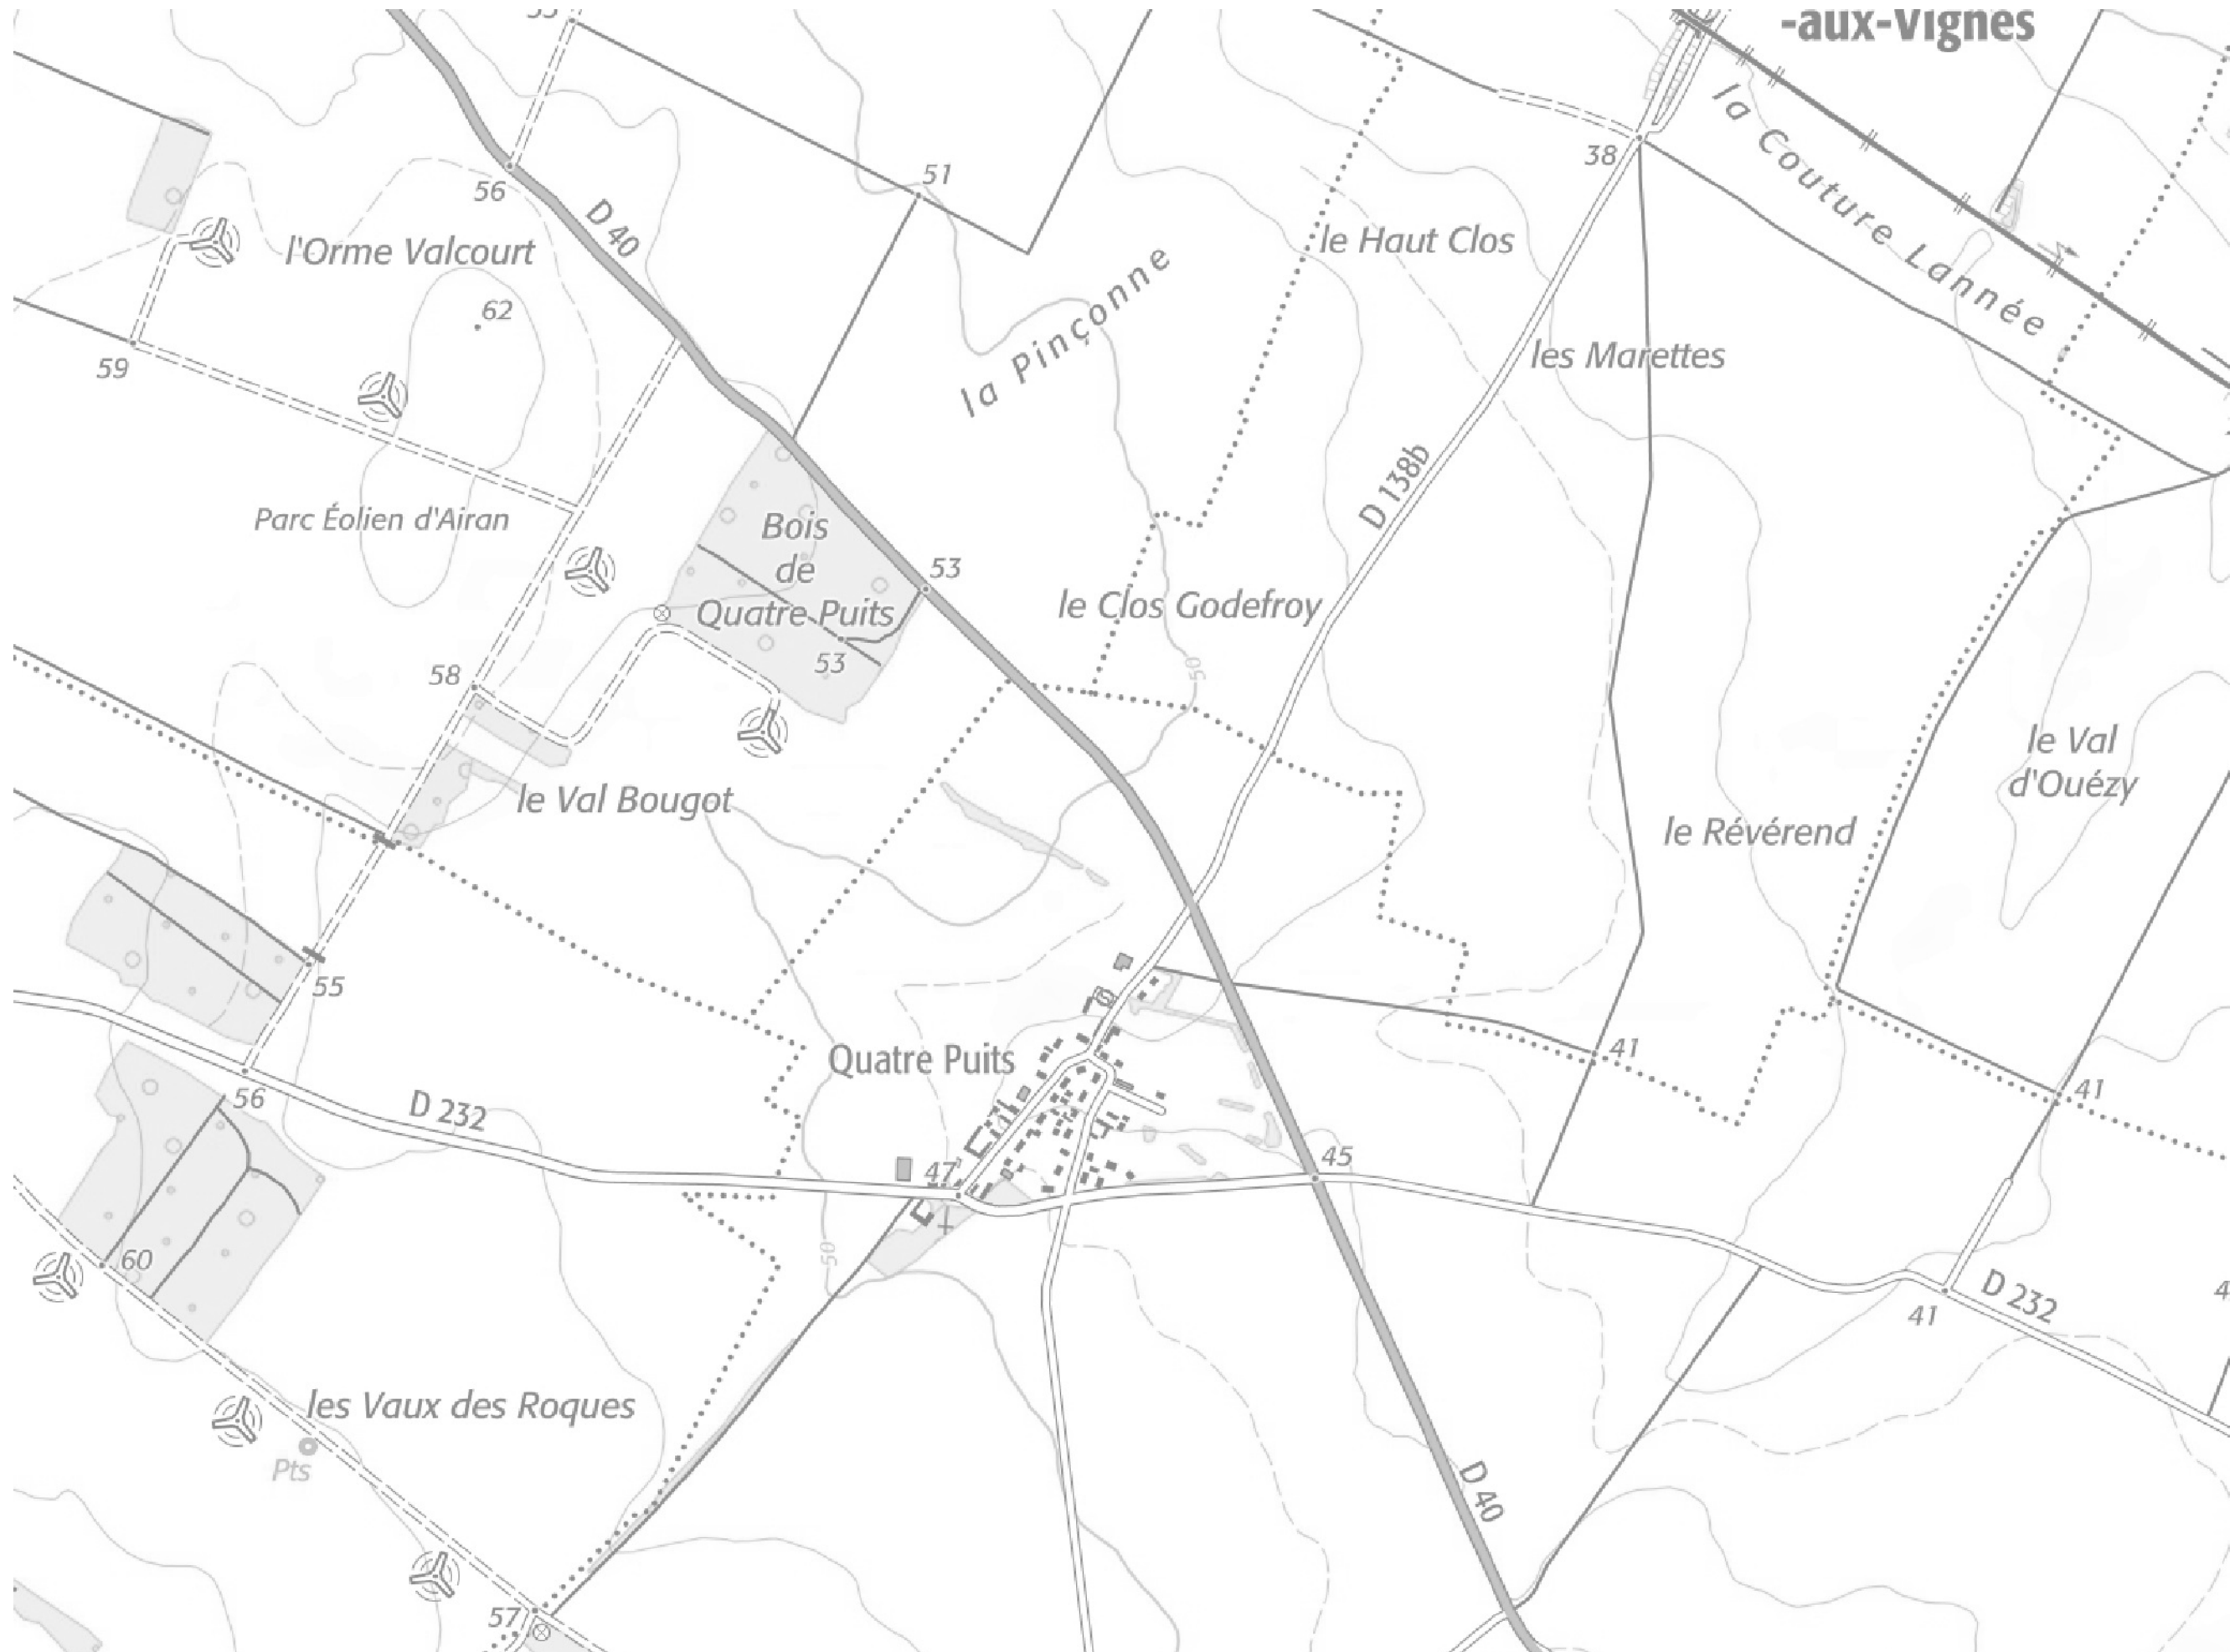 -aux-Vignes
la Couture Lannée
38
51
56
D 40
l'Orme Valcourt
le Haut Clos
62
la Pinçonne
59
les Marettes
D 138b
Parc Éolien d'Airan
Bois
de
Quatre Puits
53
53
le Clos Godefroy
58
50
le Val
d'Ouézy
le Val Bougot
le Révérend
55
Quatre Puits
41
41
56
D 232
47
45
60
50
D 232
41
les Vaux des Roques
Pts
D 40
57